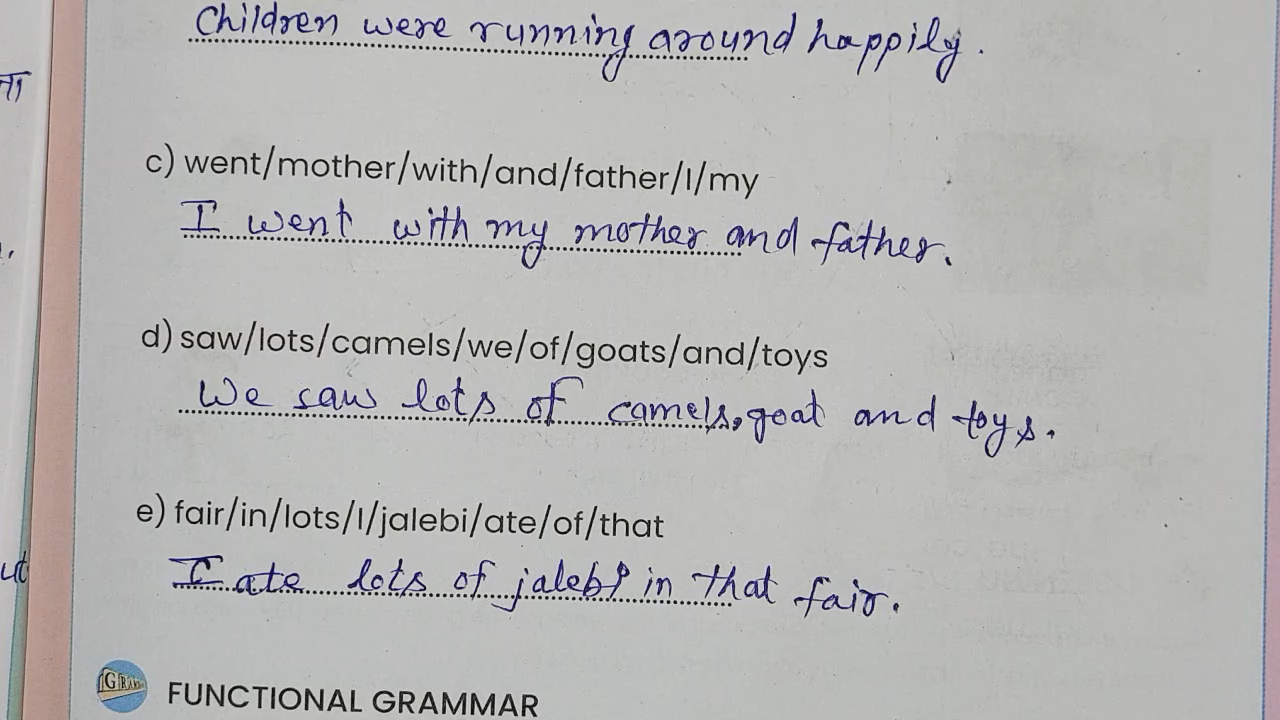 Children were running around happily.
ना
c) went/mother/with/and/father/I/my
I went with my mother and father.
d) saw/lots/camels/we/of/goats/and/toys
We saw lots of camels, goat and toys.
e) fair/in/lots/I/jalebi/ate/of/that
I ate lots of jalebi in that fair.
ut
FUNCTIONAL GRAMMAR